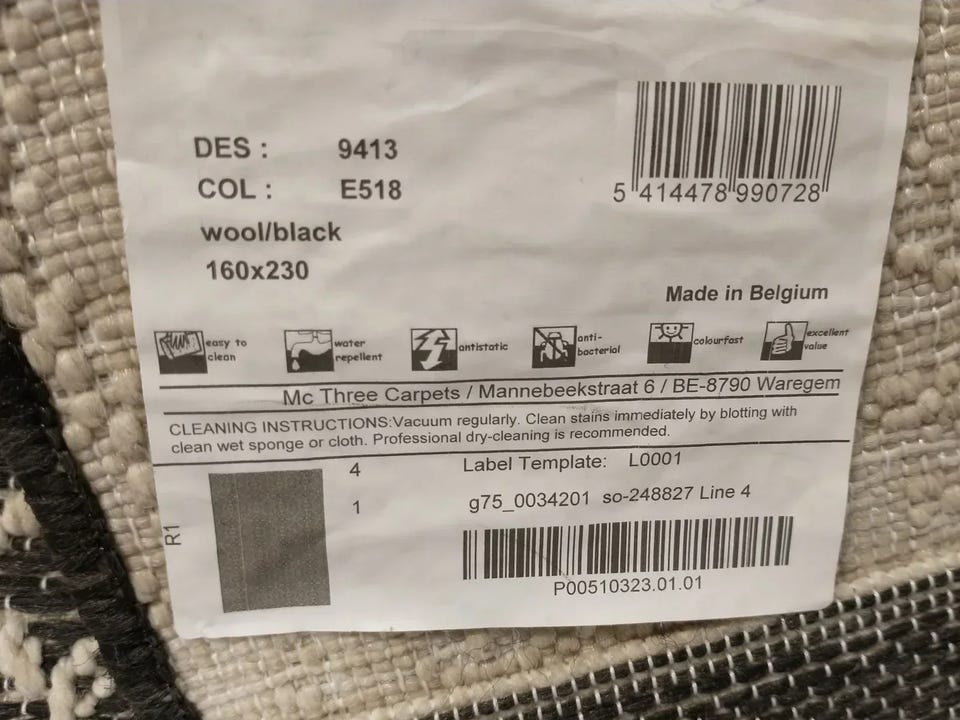 DES : 9413
COL : E518
wool/black
160x230
5 414478 990728
Made in Belgium
easy to clean
water repellent
antistatic
anti-bacterial
colourfast
excellent value
Mc Three Carpets / Mannebeekstraat 6 / BE-8790 Waregem
CLEANING INSTRUCTIONS:Vacuum regularly. Clean stains immediately by blotting with
clean wet sponge or cloth. Professional dry-cleaning is recommended.
R1
4
1
Label Template: L0001
g75_0034201 so-248827 Line 4
P00510323.01.01